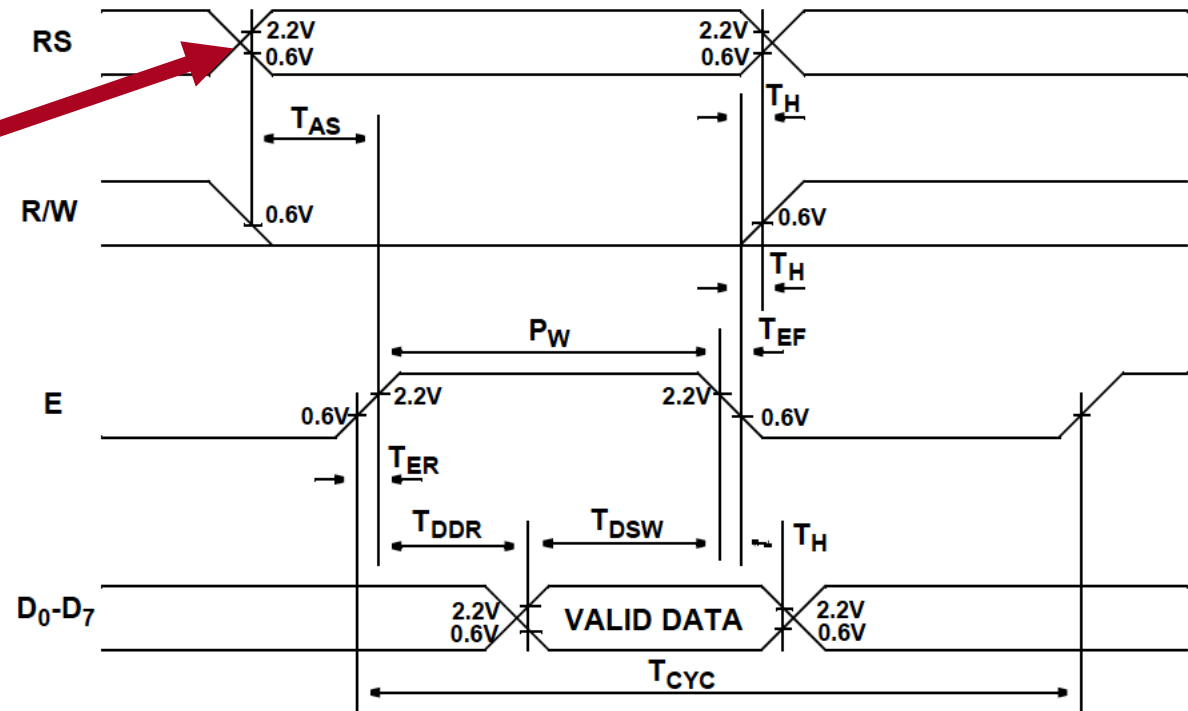 RS
2.2V
0.6V
2.2V
0.6V
TH
TAS
R/W
0.6V
0.6V
TH
PW
TEF
E
0.6V
2.2V
2.2V
0.6V
TER
TDDR
TDSW
TH
D0-D7
2.2V
0.6V
VALID DATA
2.2V
0.6V
TCYC